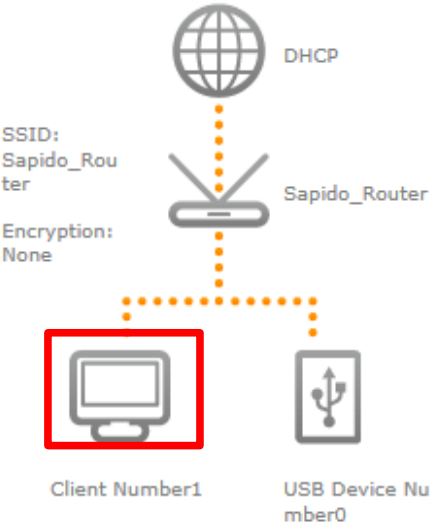 DHCP
SSID:
Sapido_Rou
ter
Sapido_Router
Encryption:
None
Client Number1
USB Device Nu
mber0